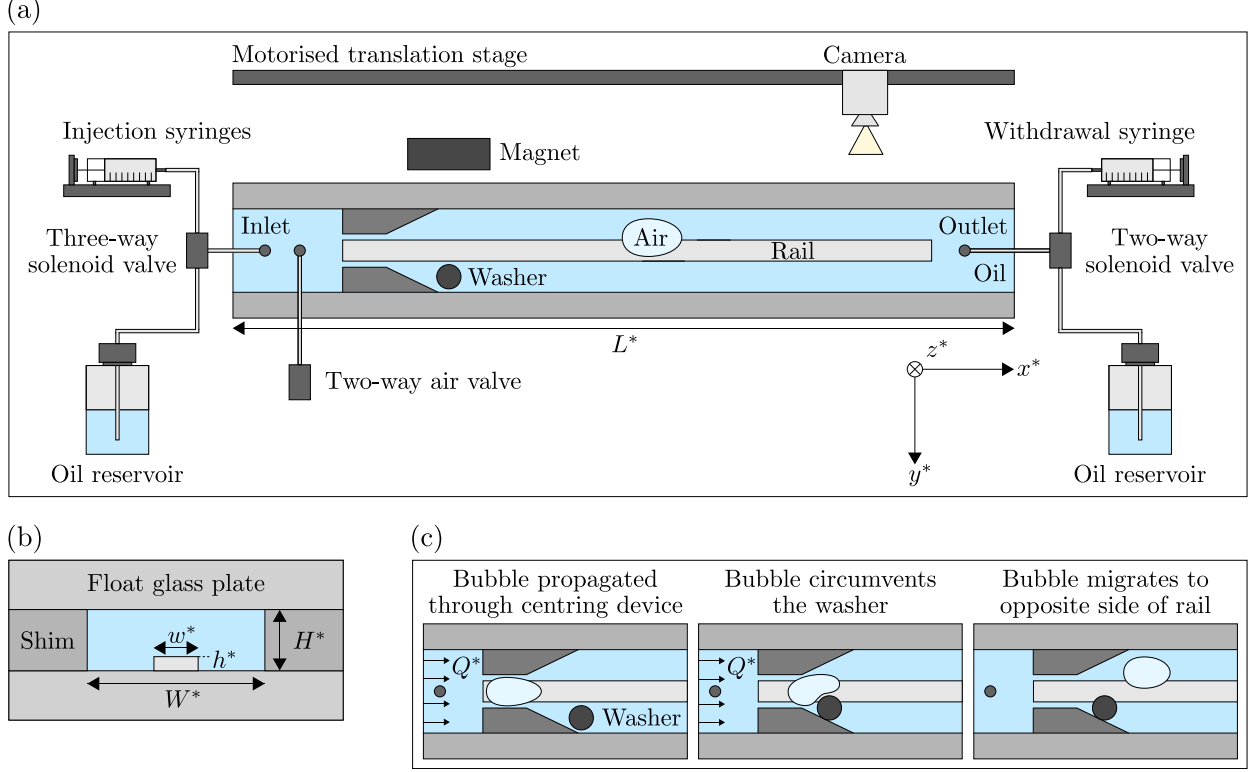 (a)
Motorised translation stage
Camera
Injection syringes
Withdrawal syringe
Magnet
Inlet
Air
Outlet
Three-way
solenoid valve
Rail
Two-way
solenoid valve
Washer
Oil
L*
z*
x*
Two-way air valve
y*
Oil reservoir
Oil reservoir
(b)
Float glass plate
Shim
w*
h*
H*
W*
(c)
Bubble propagated
through centring device
Q*
Washer
Bubble circumvents
the washer
Q*
Bubble migrates to
opposite side of rail